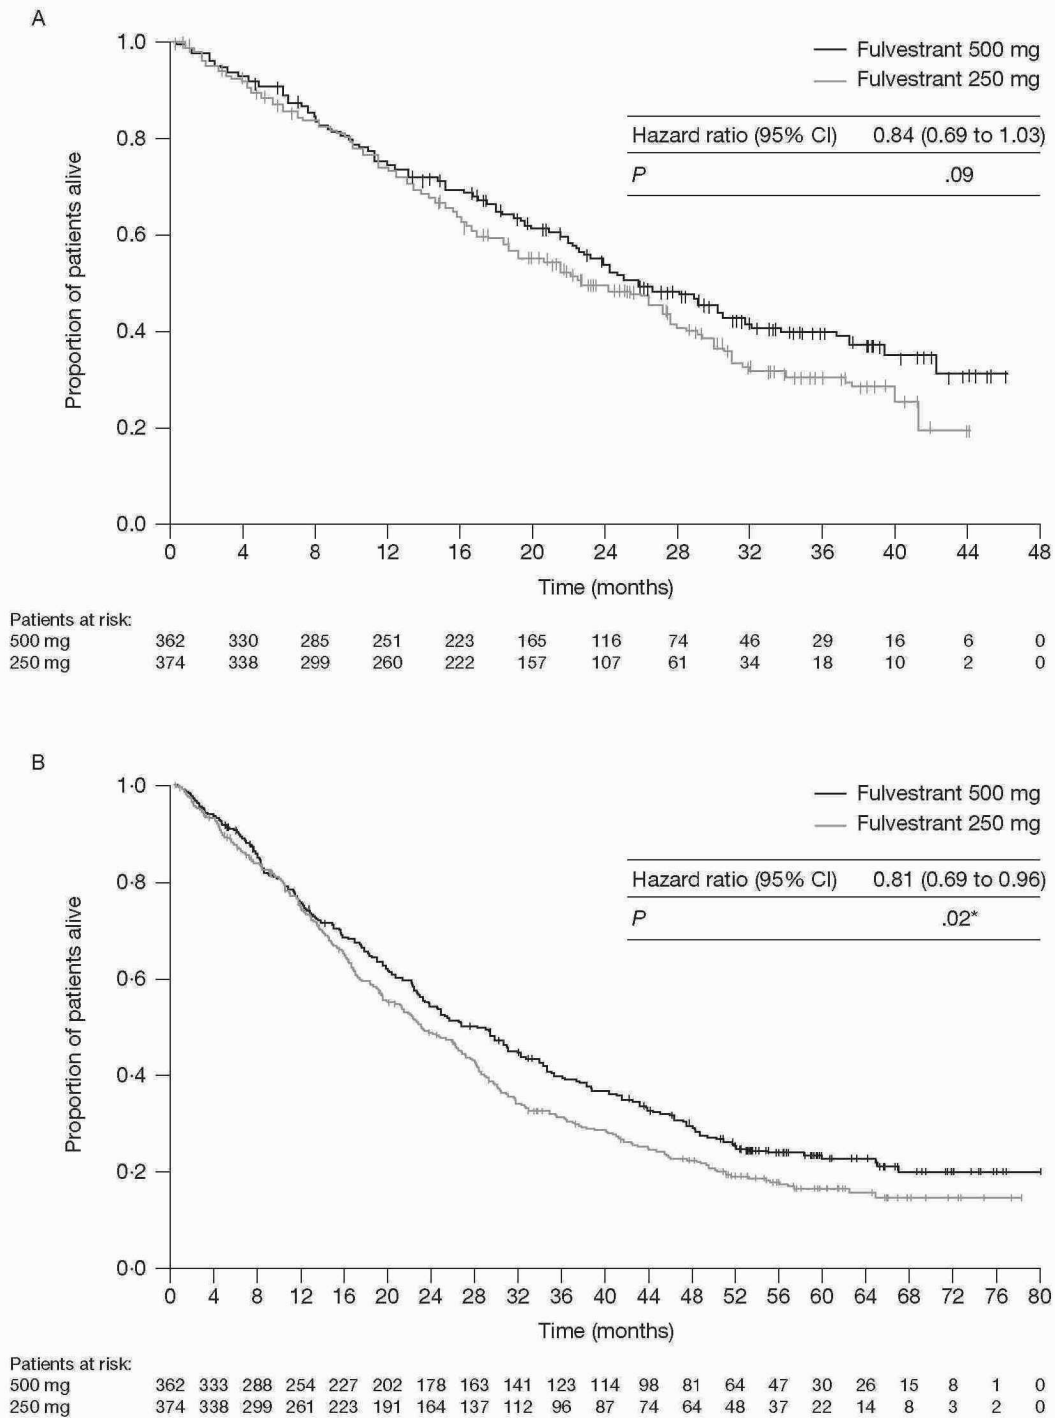 A
1.0
0.8
0.6
0.4
0.2
0.0
Proportion of patients alive
Fulvestrant 500 mg
Fulvestrant 250 mg
Hazard ratio (95% CI) 0.84 (0.69 to 1.03)
P .09
0 4 8 12 16 20 24 28 32 36 40 44 48
Time (months)
Patients at risk:
500 mg 362 330 285 251 223 165 116 74 46 29 16 6 0
250 mg 374 338 299 260 222 157 107 61 34 18 10 2 0
B
1·0
0·8
0·6
0·4
0·2
0·0
Proportion of patients alive
Fulvestrant 500 mg
Fulvestrant 250 mg
Hazard ratio (95% CI) 0.81 (0.69 to 0.96)
P .02*
0 4 8 12 16 20 24 28 32 36 40 44 48 52 56 60 64 68 72 76 80
Time (months)
Patients at risk:
500 mg 362 333 288 254 227 202 178 163 141 123 114 98 81 64 47 30 26 15 8 1 0
250 mg 374 338 299 261 223 191 164 137 112 96 87 74 64 48 37 22 14 8 3 2 0